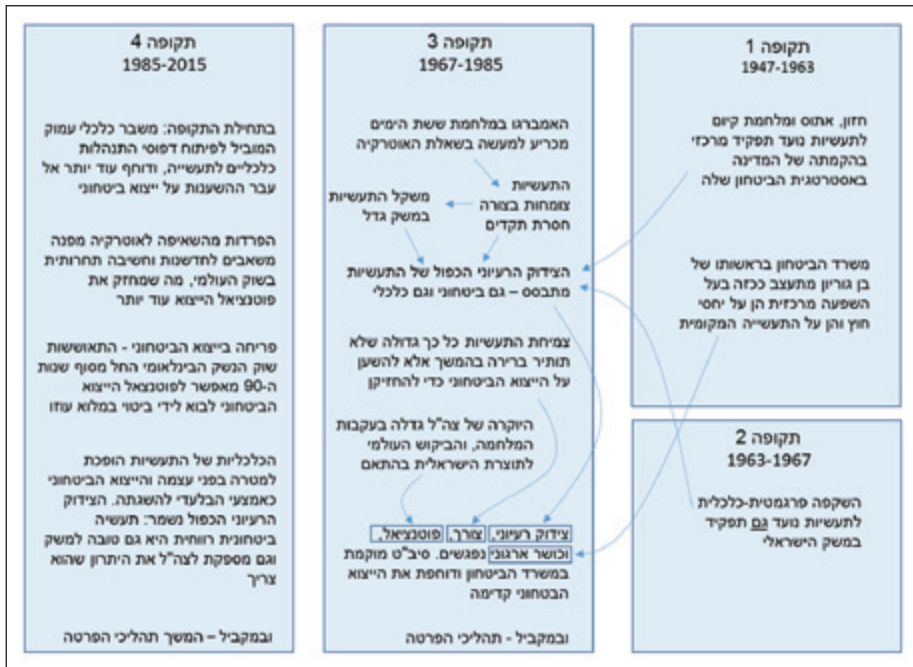 תקופה 1
1947-1963
חזון, אתוס ומלחמת קיום
לתעשיות נועד תפקיד מרכזי
בהקמתה של המדינה
באסטרטגית הביטחון שלה
משרד הביטחון בראשותו של
בן גוריון מתעצב ככזה בעל
השפעה מרכזית הן על יחסי
חוץ והן על התעשייה המקומית
תקופה 2
1963-1967
השקפה פרגמטית-כלכלית
לתעשיות נועד גם תפקיד
במשק הישראלי
תקופה 3
1967-1985
האמברגו במלחמת ששת הימים
מכריע למעשה בשאלת האוטרקיה
התעשיות
צומחות בצורה
חסרת תקדים
משקל התעשיות
במשק גדל
הצידוק הרעיוני הכפול של התעשיות
מתבסס – גם ביטחוני וגם כלכלי
צמיחת התעשיות כל כך גדולה שלא
תותיר ברירה בהמשך אלא להשען
על הייצוא הביטחוני כדי להחזיקן
היוקרה של צה"ל גדלה בעקבות
המלחמה, והביקוש העולמי
לתוצרת הישראלית בהתאם
צידוק רעיוני, צורך, פוטנציאל,
וכושר ארגוני נפגשים. סיב"ט מוקמת
במשרד הביטחון ודוחפת את הייצוא
הבטחוני קדימה
ובמקביל - תהליכי הפרטה
תקופה 4
1985-2015
בתחילת התקופה: משבר כלכלי עמוק
המוביל לפיתוח דפוסי התנהלות
כלכליים לתעשייה, ודוחף עוד יותר אל
עבר ההשענות על ייצוא ביטחוני
הפרדות מהשאיפה לאוטרקיה מפנה
משאבים לחדשנות וחשיבה תחרותית
בשוק העולמי, מה שמחזק את
פוטנציאל הייצוא עוד יותר
פריחה בייצוא הביטחוני - התאוששות
שוק הנשק הבינלאומי החל מסוף שנות
ה-90 מאפשר לפוטנצאל הייצוא
הביטחוני לבוא לידי ביטוי במלוא עוזו
הכלכליות של התעשיות הופכת
למטרה בפני עצמה והייצוא הביטחוני
כאמצעי הבלעדי להשגתה. הצידוק
הרעיוני הכפול נשמר: תעשיה
ביטחונית רווחית היא גם טובה למשק
וגם מספקת לצה"ל את היתרון שהוא
צריך
ובמקביל – המשך תהליכי הפרטה